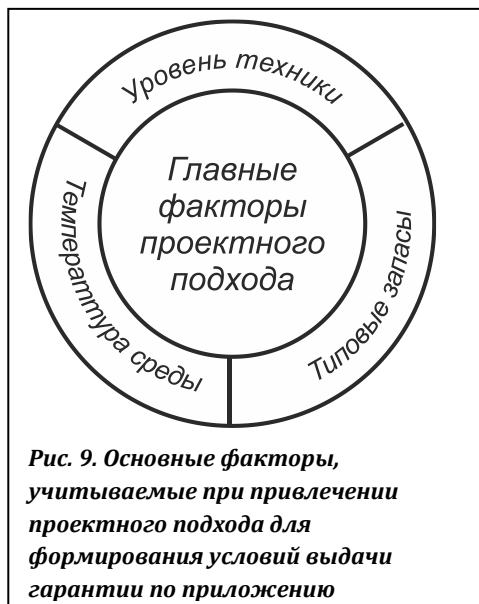 Уровень техники
Главные
факторы
проектного
подхода
Температтура среды
Типовые запасы
Рис. 9. Основные факторы,
учитываемые при привлечении
проектного подхода для
формирования условий выдачи
гарантии по приложению